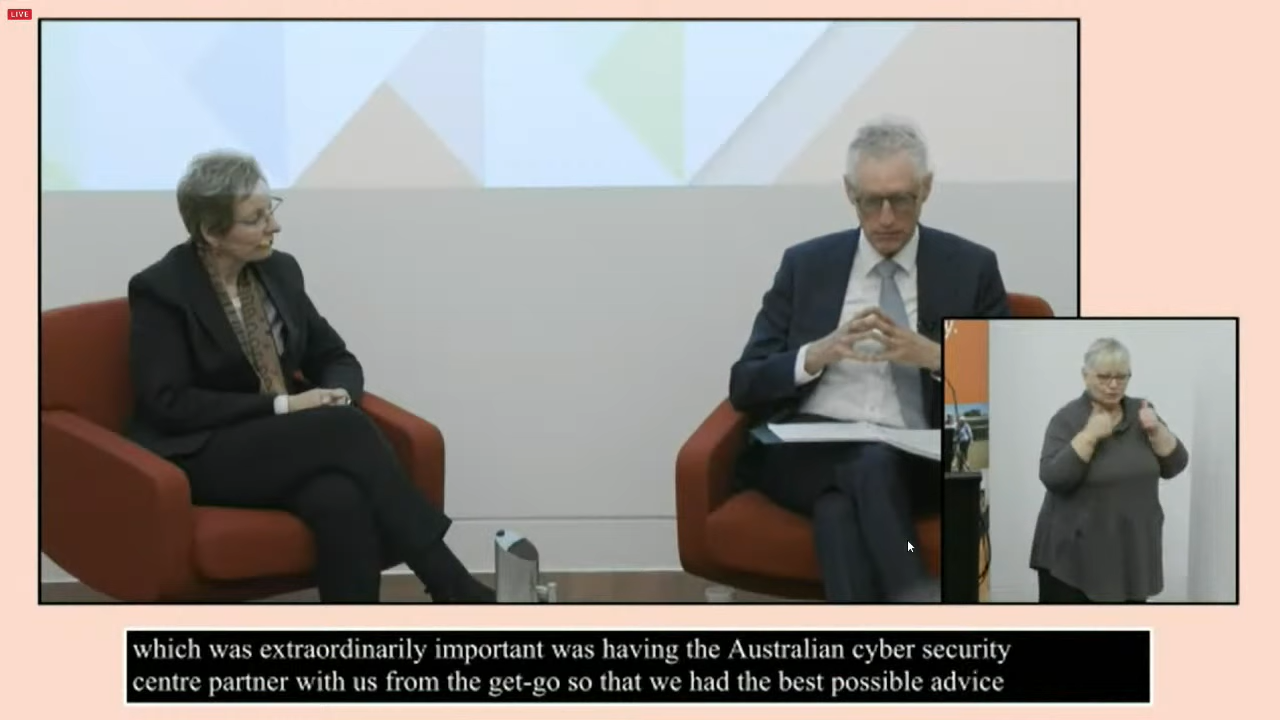 LIVE
which was extraordinarily important was having the Australian cyber security
centre partner with us from the get-go so that we had the best possible advice